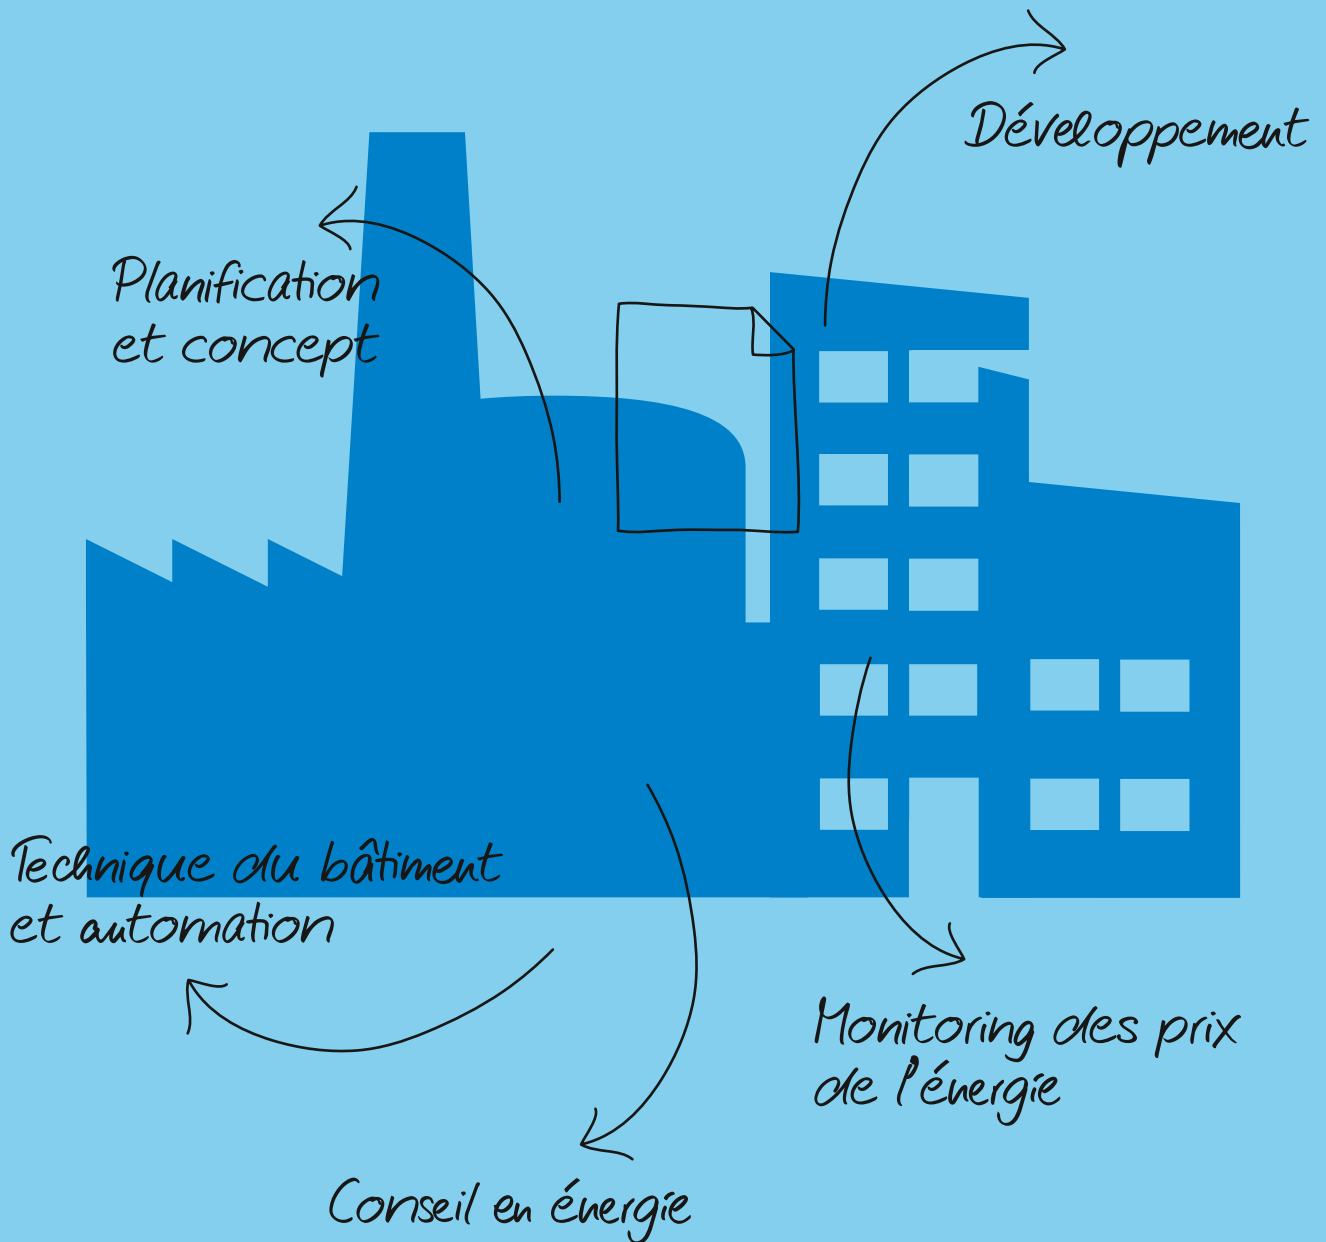 Développement
Planification
et concept
Technique du bâtiment
et automation
Monitoring des prix
de l'énergie
Conseil en énergie